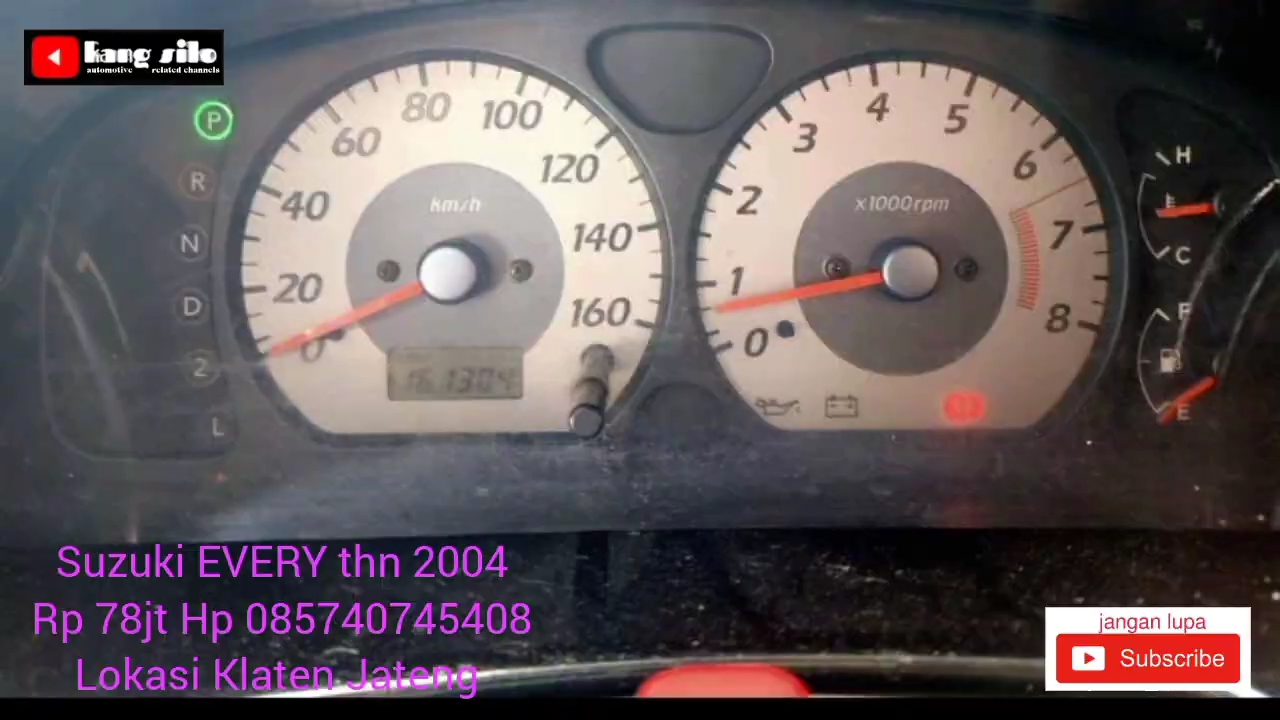 Kang silo
automotive related channels
P
R
N
D
2
L
0
20
40
60
80
100
120
140
160
km/h
0
1
2
3
4
5
6
7
8
x1000rpm
H
C
F
E
Suzuki EVERY thn 2004
Rp 78jt Hp 085740745408
Lokasi Klaten Jateng
jangan lupa
Subscribe